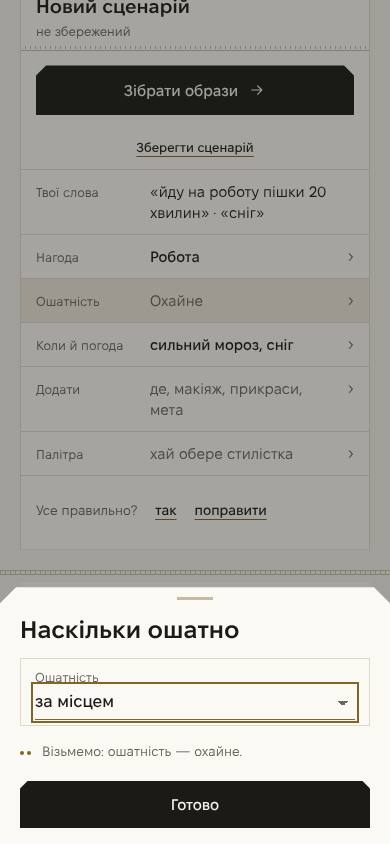 Новий сценарій
не збережений
Зібрати образи →
Зберегти сценарій
Твої слова
«йду на роботу пішки 20
хвилин» · «сніг»
Нагода
Робота
Ошатність
Охайне
Коли й погода
сильний мороз, сніг
Додати
де, макіяж, прикраси,
мета
Палітра
хай обере стилістка
Усе правильно? так поправити
Наскільки ошатно
Ошатність
за місцем
Візьмемо: ошатність — охайне.
Готово